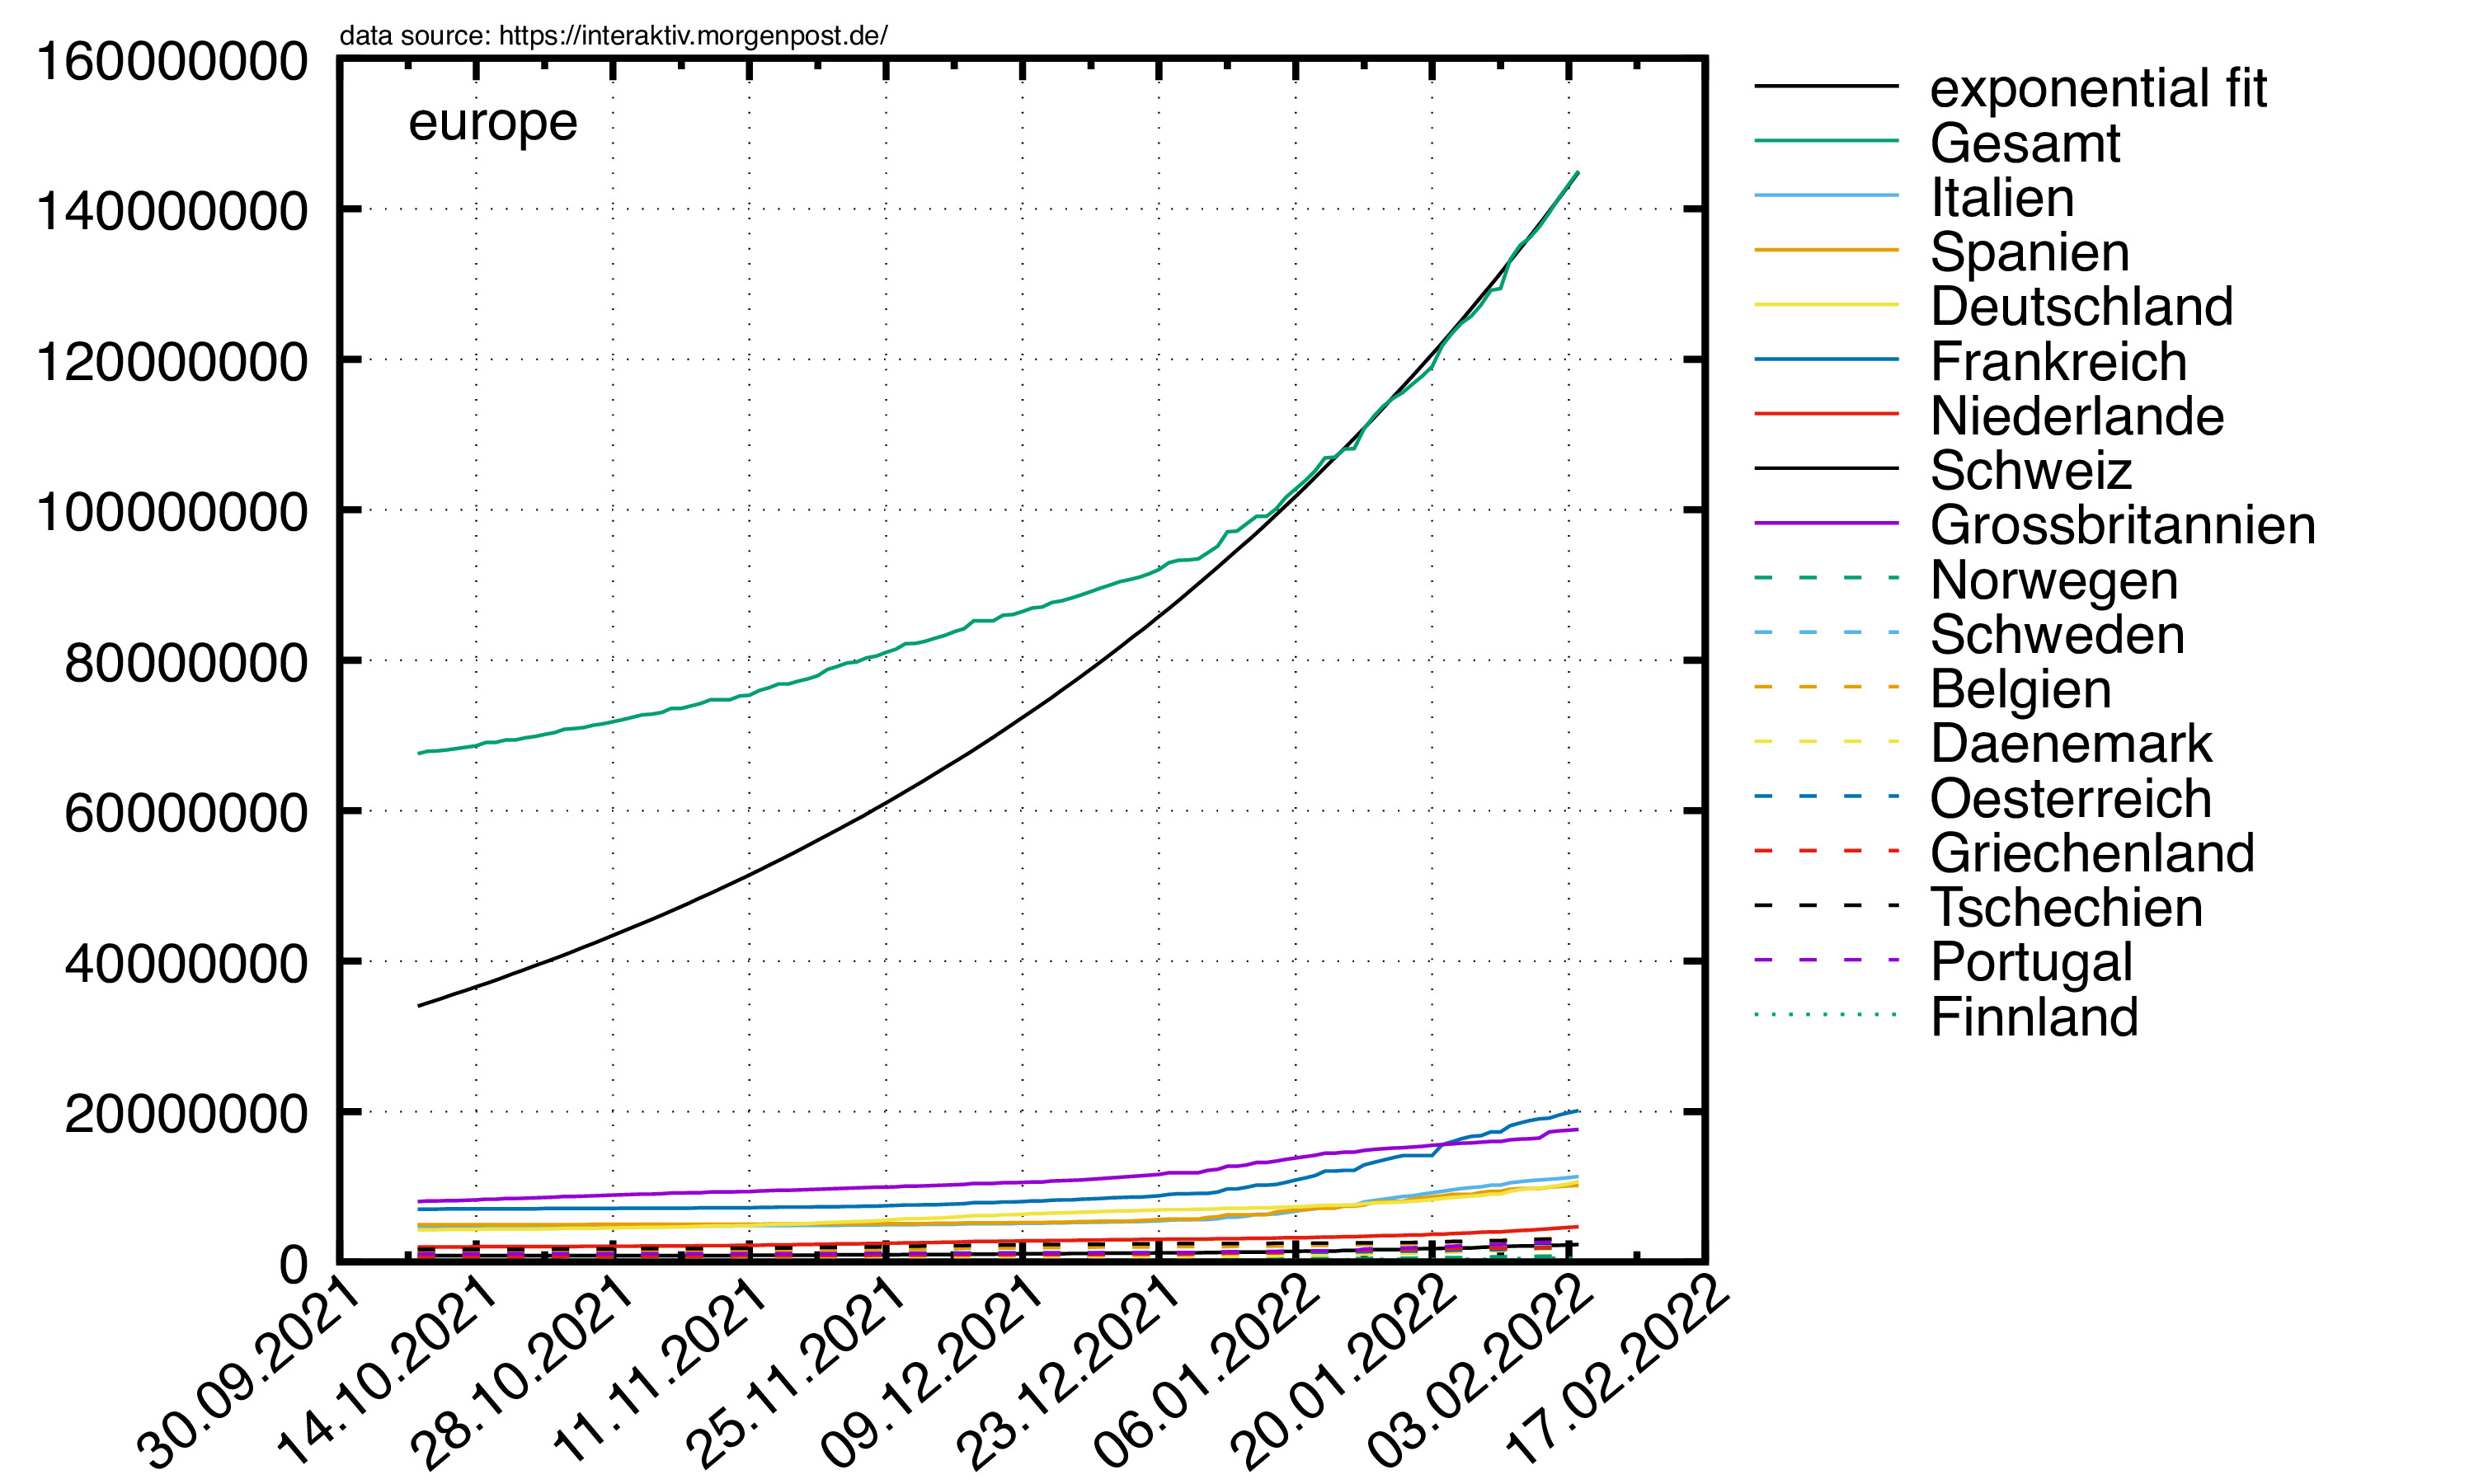 data source: https://interaktiv.morgenpost.de/
160000000
140000000
120000000
100000000
80000000
60000000
40000000
20000000
0
europe
30.09.2021
14.10.2021
28.10.2021
11.11.2021
25.11.2021
09.12.2021
23.12.2021
06.01.2022
20.01.2022
03.02.2022
17.02.2022
exponential fit
Gesamt
Italien
Spanien
Deutschland
Frankreich
Niederlande
Schweiz
Grossbritannien
Norwegen
Schweden
Belgien
Daenemark
Oesterreich
Griechenland
Tschechien
Portugal
Finnland